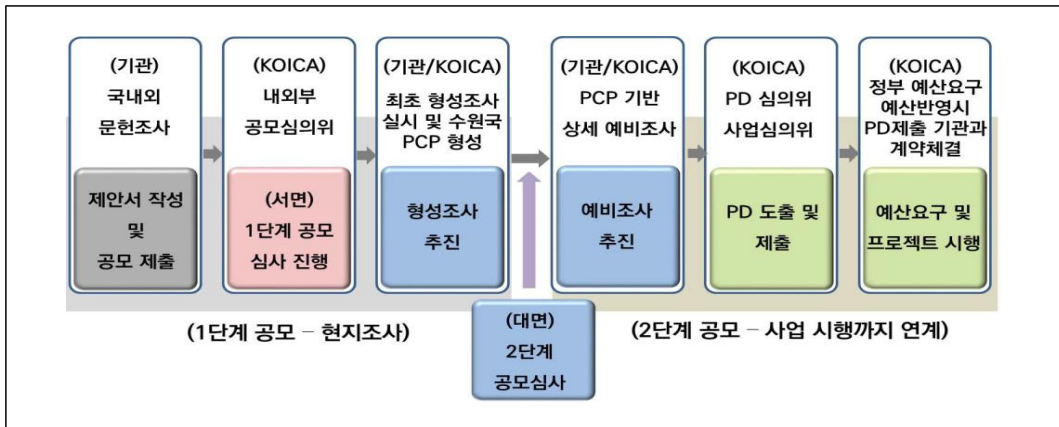 (기관)
국내외
문헌조사
제안서 작성
및
공모 제출
(KOICA)
내외부
공모심의위
(서면)
1단계 공모
심사 진행
(기관/KOICA)
최초 형성조사
실시 및 수원국
PCP 형성
형성조사
추진
(기관/KOICA)
PCP 기반
상세 예비조사
예비조사
추진
(KOICA)
PD 심의위
사업심의위
PD 도출 및
제출
(KOICA)
정부 예산요구
예산반영시
PD제출 기관과
계약체결
예산요구 및
프로젝트 시행
(1단계 공모 – 현지조사)
(대면)
2단계
공모심사
(2단계 공모 – 사업 시행까지 연계)